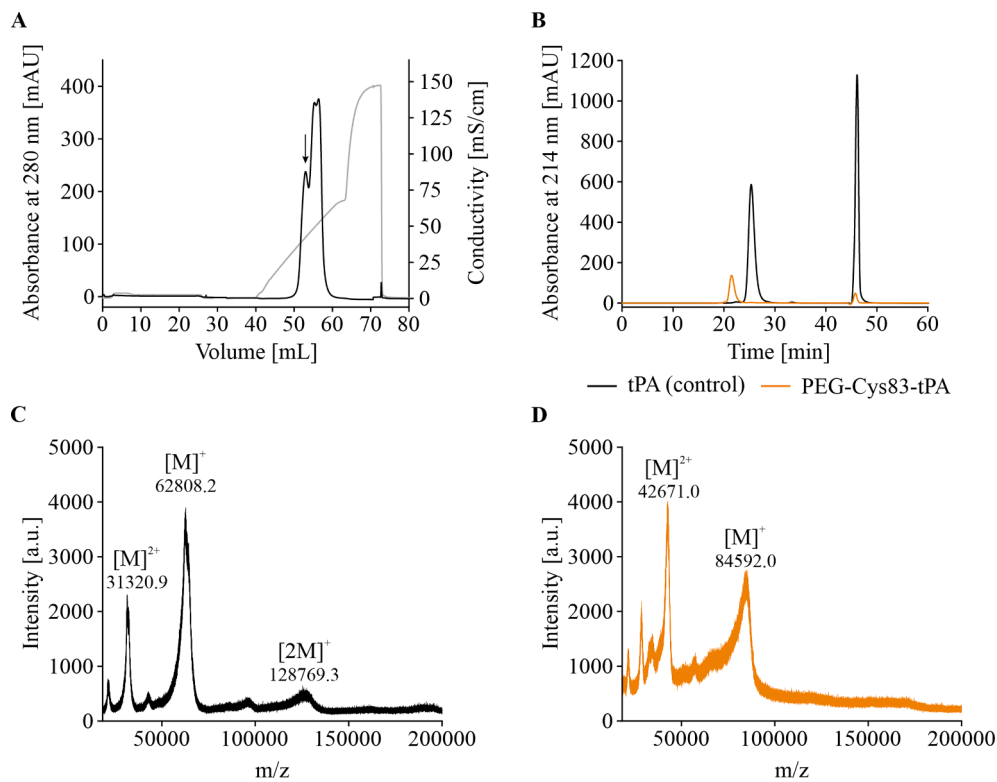 A
Absorbance at 280 nm [mAU]
400
300
200
100
0
0 10 20 30 40 50 60 70 80
Volume [mL]
150
125
100
75
50
25
0
Conductivity [mS/cm]
B
Absorbance at 214 nm [mAU]
1200
1000
800
600
400
200
0
0 10 20 30 40 50 60
Time [min]
tPA (control) PEG-Cys83-tPA
C
Intensity [a.u.]
5000
4000
3000
2000
1000
0
[M]+
62808.2
[M]2+
31320.9
[2M]+
128769.3
50000 100000 150000 200000
m/z
D
Intensity [a.u.]
5000
4000
3000
2000
1000
0
[M]2+
42671.0
[M]+
84592.0
50000 100000 150000 200000
m/z